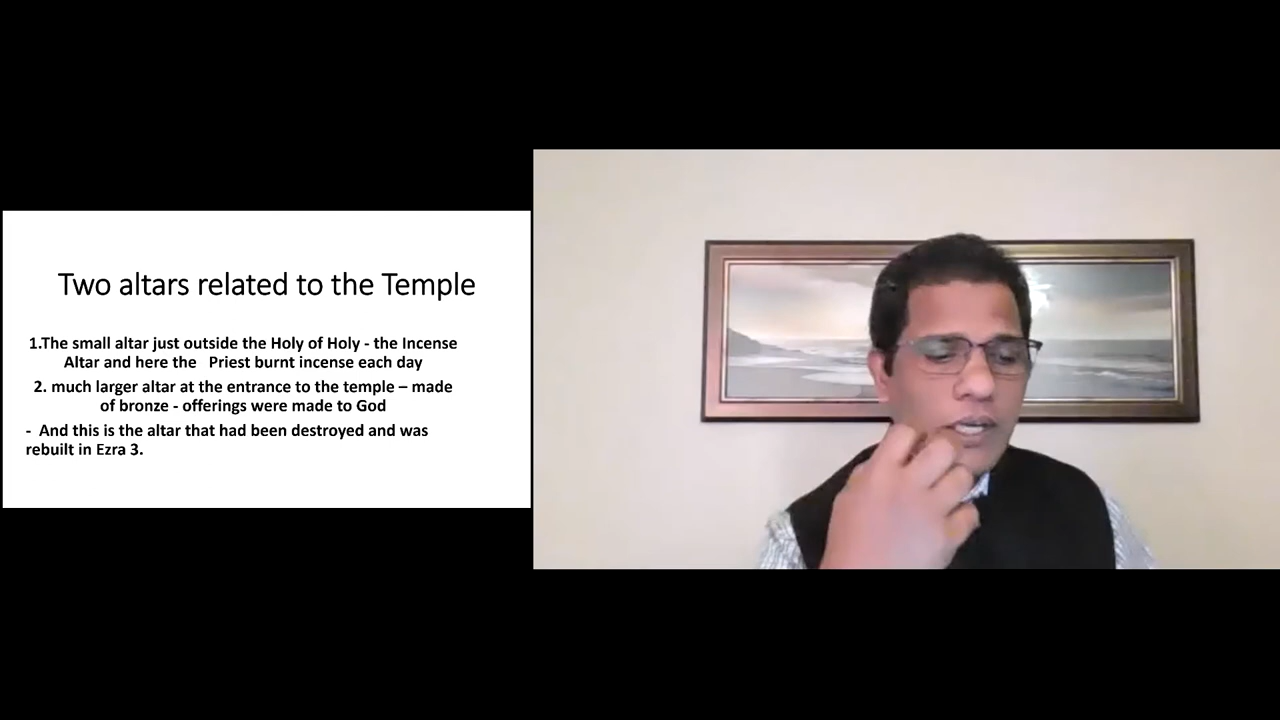 Two altars related to the Temple
1.The small altar just outside the Holy of Holy - the Incense
Altar and here the Priest burnt incense each day
2. much larger altar at the entrance to the temple – made
of bronze - offerings were made to God
- And this is the altar that had been destroyed and was
rebuilt in Ezra 3.